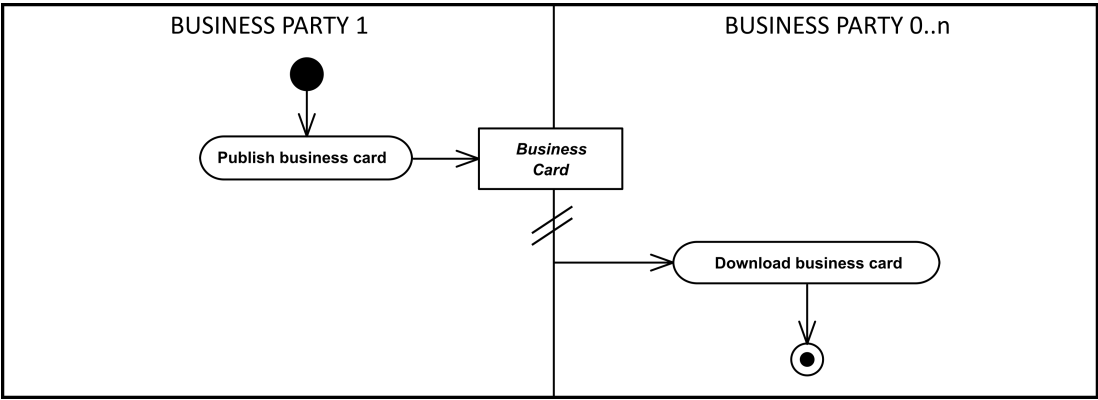 BUSINESS PARTY 1
BUSINESS PARTY 0..n
Publish business card
Business
Card
Download business card